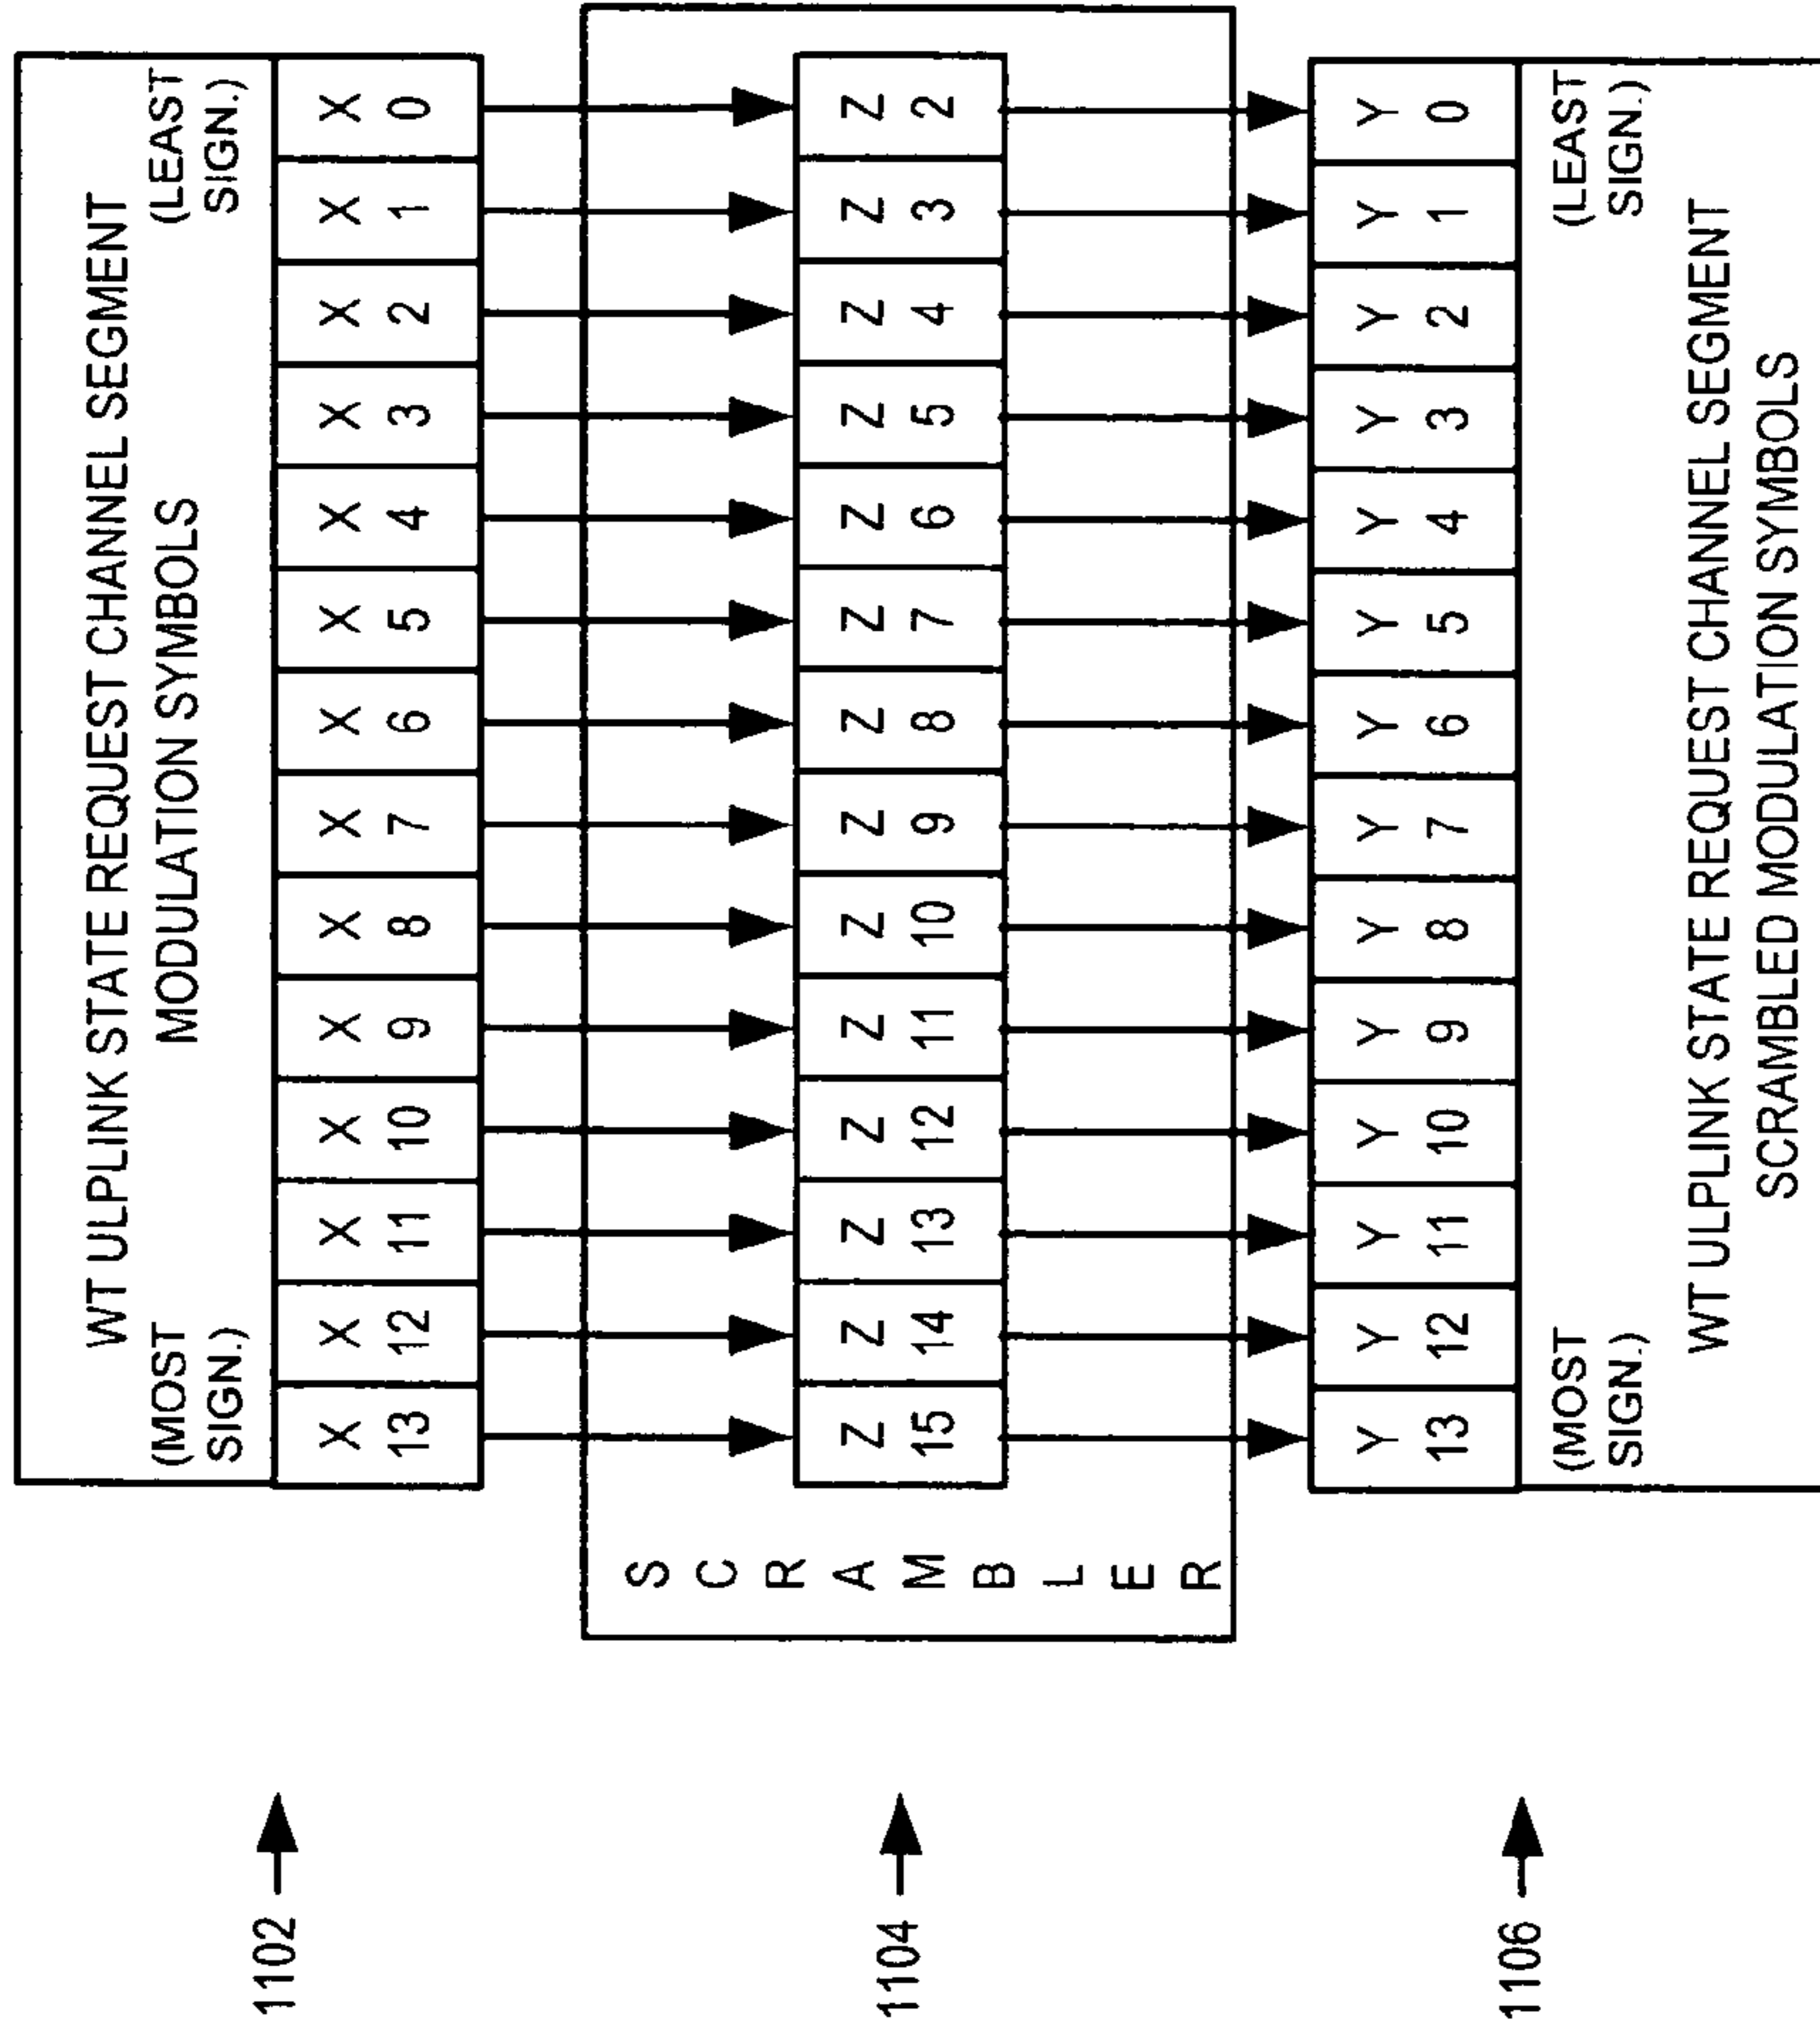 WT ULPLINK STATE REQUEST CHANNEL SEGMENT
MODULATION SYMBOLS
(MOST
SIGN.)
(LEAST
SIGN.)
1102
X X X X X X X X X X X X X X
13 12 11 10 9 8 7 6 5 4 3 2 1 0
SCRAMBLER
1104
Z Z Z Z Z Z Z Z Z Z Z Z Z Z
15 14 13 12 11 10 9 8 7 6 5 4 3 2
1106
Y Y Y Y Y Y Y Y Y Y Y Y Y Y
13 12 11 10 9 8 7 6 5 4 3 2 1 0
(MOST
SIGN.)
(LEAST
SIGN.)
WT ULPLINK STATE REQUEST CHANNEL SEGMENT
SCRAMBLED MODULATION SYMBOLS